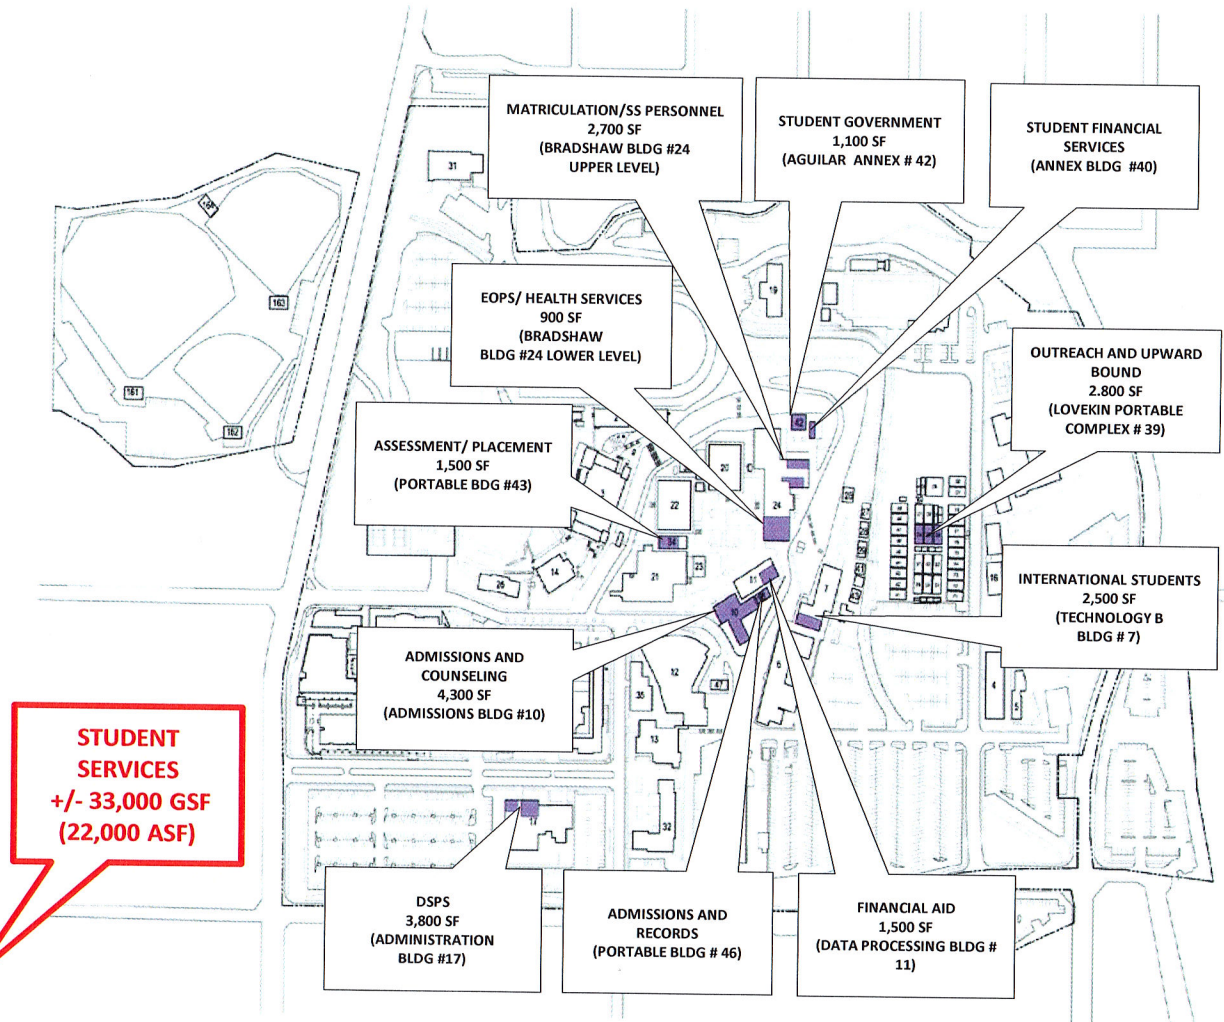 MATRICULATION/SS PERSONNEL
2,700 SF
(BRADSHAW BLDG #24
UPPER LEVEL)
STUDENT GOVERNMENT
1,100 SF
(AGUILAR ANNEX # 42)
STUDENT FINANCIAL
SERVICES
(ANNEX BLDG #40)
EOPS/ HEALTH SERVICES
900 SF
(BRADSHAW
BLDG #24 LOWER LEVEL)
OUTREACH AND UPWARD
BOUND
2.800 SF
(LOVEKIN PORTABLE
COMPLEX # 39)
ASSESSMENT/ PLACEMENT
1,500 SF
(PORTABLE BDG #43)
INTERNATIONAL STUDENTS
2,500 SF
(TECHNOLOGY B
BLDG # 7)
ADMISSIONS AND
COUNSELING
4,300 SF
(ADMISSIONS BLDG #10)
STUDENT
SERVICES
+/- 33,000 GSF
(22,000 ASF)
DSPS
3,800 SF
(ADMINISTRATION
BLDG #17)
ADMISSIONS AND
RECORDS
(PORTABLE BLDG # 46)
FINANCIAL AID
1,500 SF
(DATA PROCESSING BLDG #
11)
31
163
161
162
19
42
20
22
24
21
23
14
11
10
7
6
12
35
47
13
32
17
4
5
16